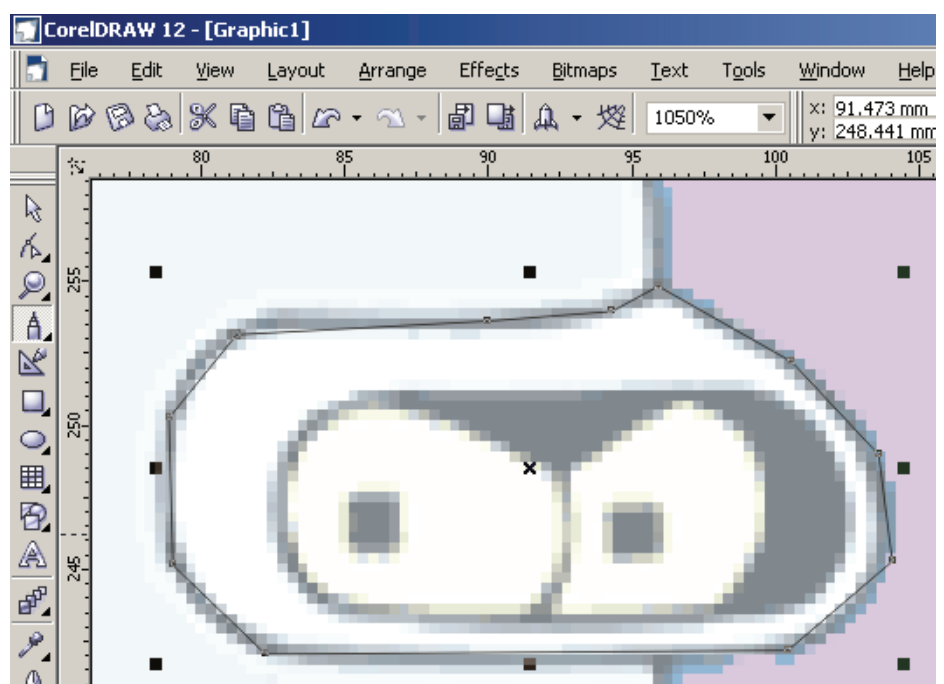 CorelDRAW 12 - [Graphic1]
File Edit View Layout Arrange Effects Bitmaps Text Tools Window Help
1050% x: 91.473 mm
y: 248.441 mm
80 85 90 95 100 105
255
250
245